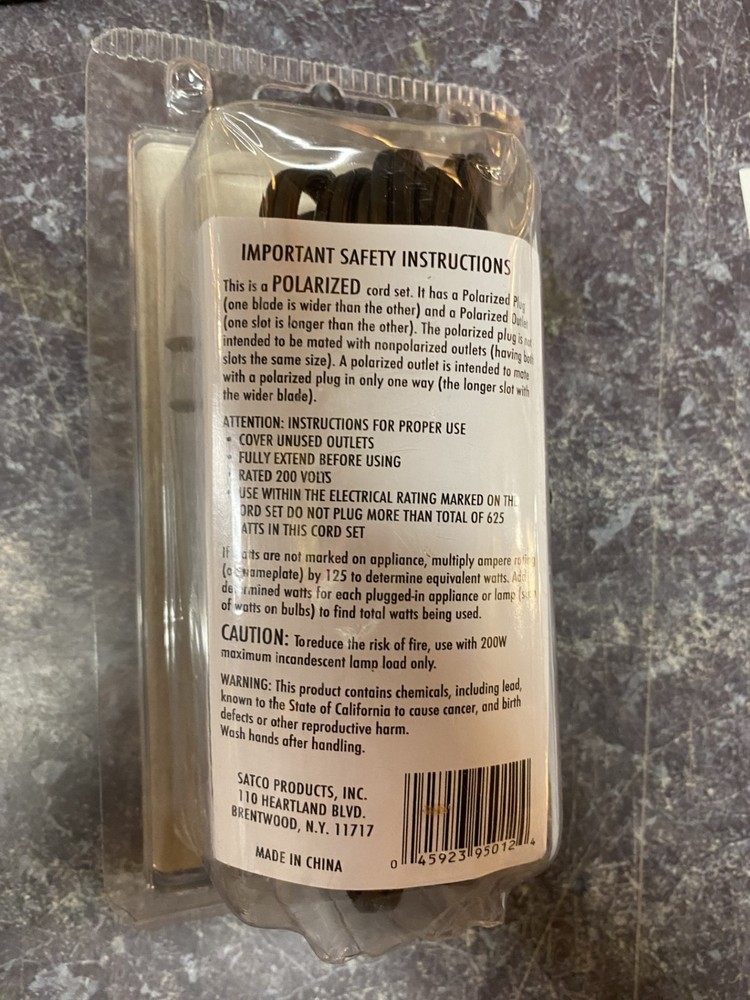 IMPORTANT SAFETY INSTRUCTIONS
This is a POLARIZED cord set. It has a Polarized Plug
(one blade is wider than the other) and a Polarized Outlet
(one slot is longer than the other). The polarized plug is not
intended to be mated with nonpolarized outlets (having both
slots the same size). A polarized outlet is intended to mate
with a polarized plug in only one way (the longer slot with
the wider blade).
ATTENTION: INSTRUCTIONS FOR PROPER USE
• COVER UNUSED OUTLETS
• FULLY EXTEND BEFORE USING
RATED 200 VOLTS
USE WITHIN THE ELECTRICAL RATING MARKED ON THE
CORD SET DO NOT PLUG MORE THAN TOTAL OF 625
WATTS IN THIS CORD SET
If watts are not marked on appliance, multiply ampere rating
(on nameplate) by 125 to determine equivalent watts. Add
determined watts for each plugged-in appliance or lamp (sum
of watts on bulbs) to find total watts being used.
CAUTION: Toreduce the risk of fire, use with 200W
maximum incandescent lamp load only.
WARNING: This product contains chemicals, including lead,
known to the State of California to cause cancer, and birth
defects or other reproductive harm.
Wash hands after handling.
SATCO PRODUCTS, INC.
110 HEARTLAND BLVD.
BRENTWOOD, N.Y. 11717
MADE IN CHINA
0 45923 95012 4